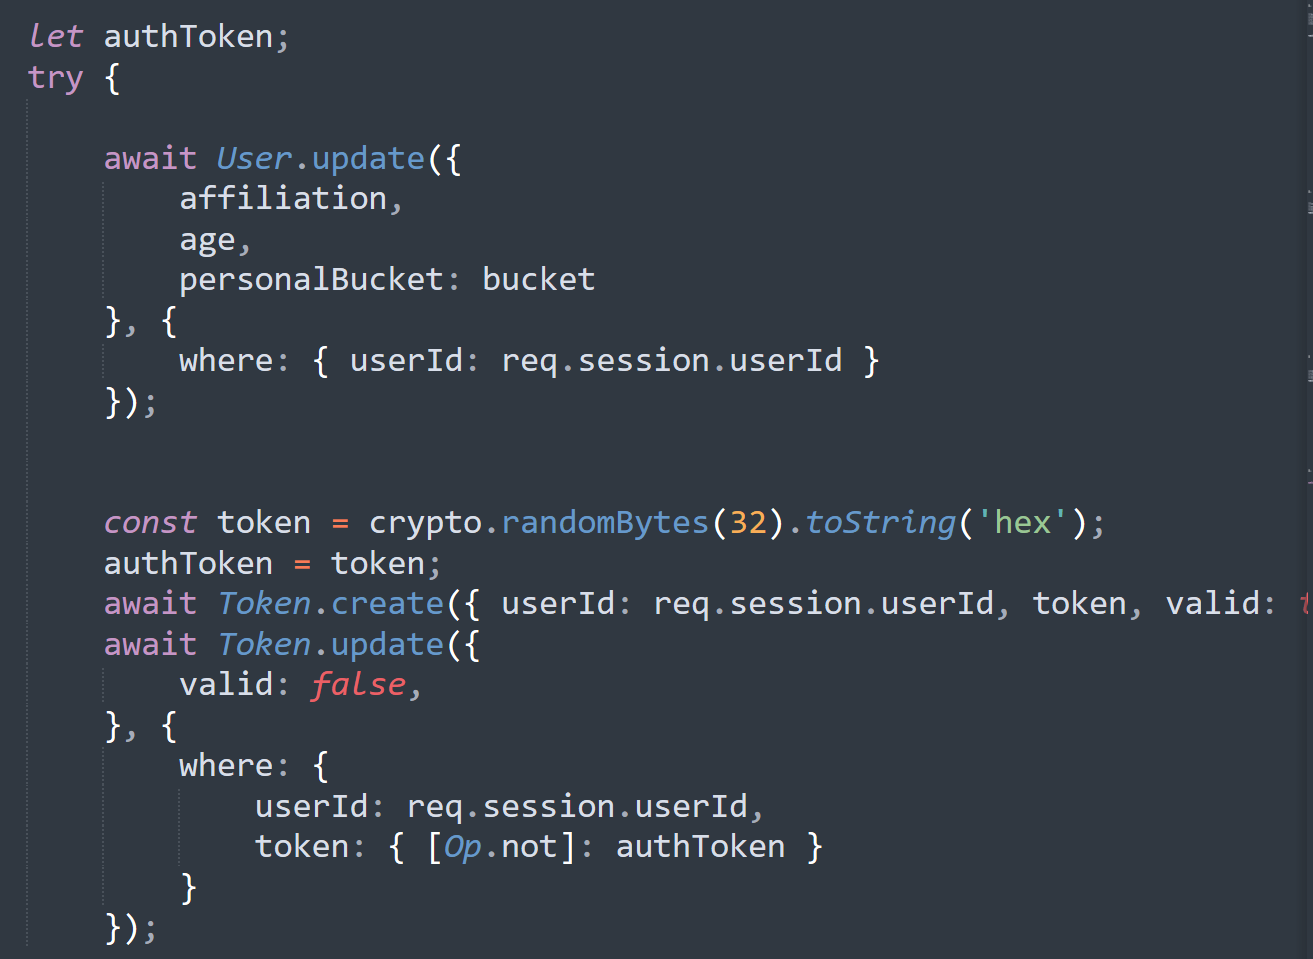 let authToken;
try {
await User.update({
affiliation,
age,
personalBucket: bucket
}, {
where: { userId: req.session.userId }
});
const token = crypto.randomBytes(32).toString('hex');
authToken = token;
await Token.create({ userId: req.session.userId, token, valid:
await Token.update({
valid: false,
}, {
where: {
userId: req.session.userId,
token: { [Op.not]: authToken }
}
});